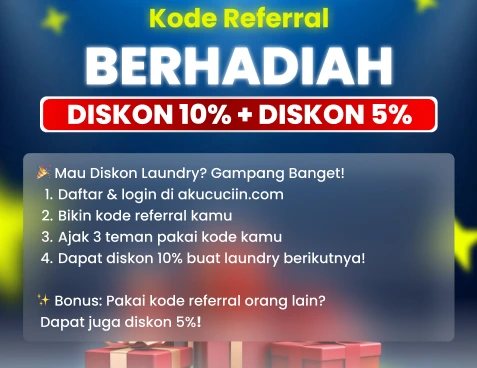 Kode Referral
BERHADIAH
DISKON 10% + DISKON 5%
🎉 Mau Diskon Laundry? Gampang Banget!
1. Daftar & login di akucuciin.com
2. Bikin kode referral kamu
3. Ajak 3 teman pakai kode kamu
4. Dapat diskon 10% buat laundry berikutnya!
✨ Bonus: Pakai kode referral orang lain?
Dapat juga diskon 5%!